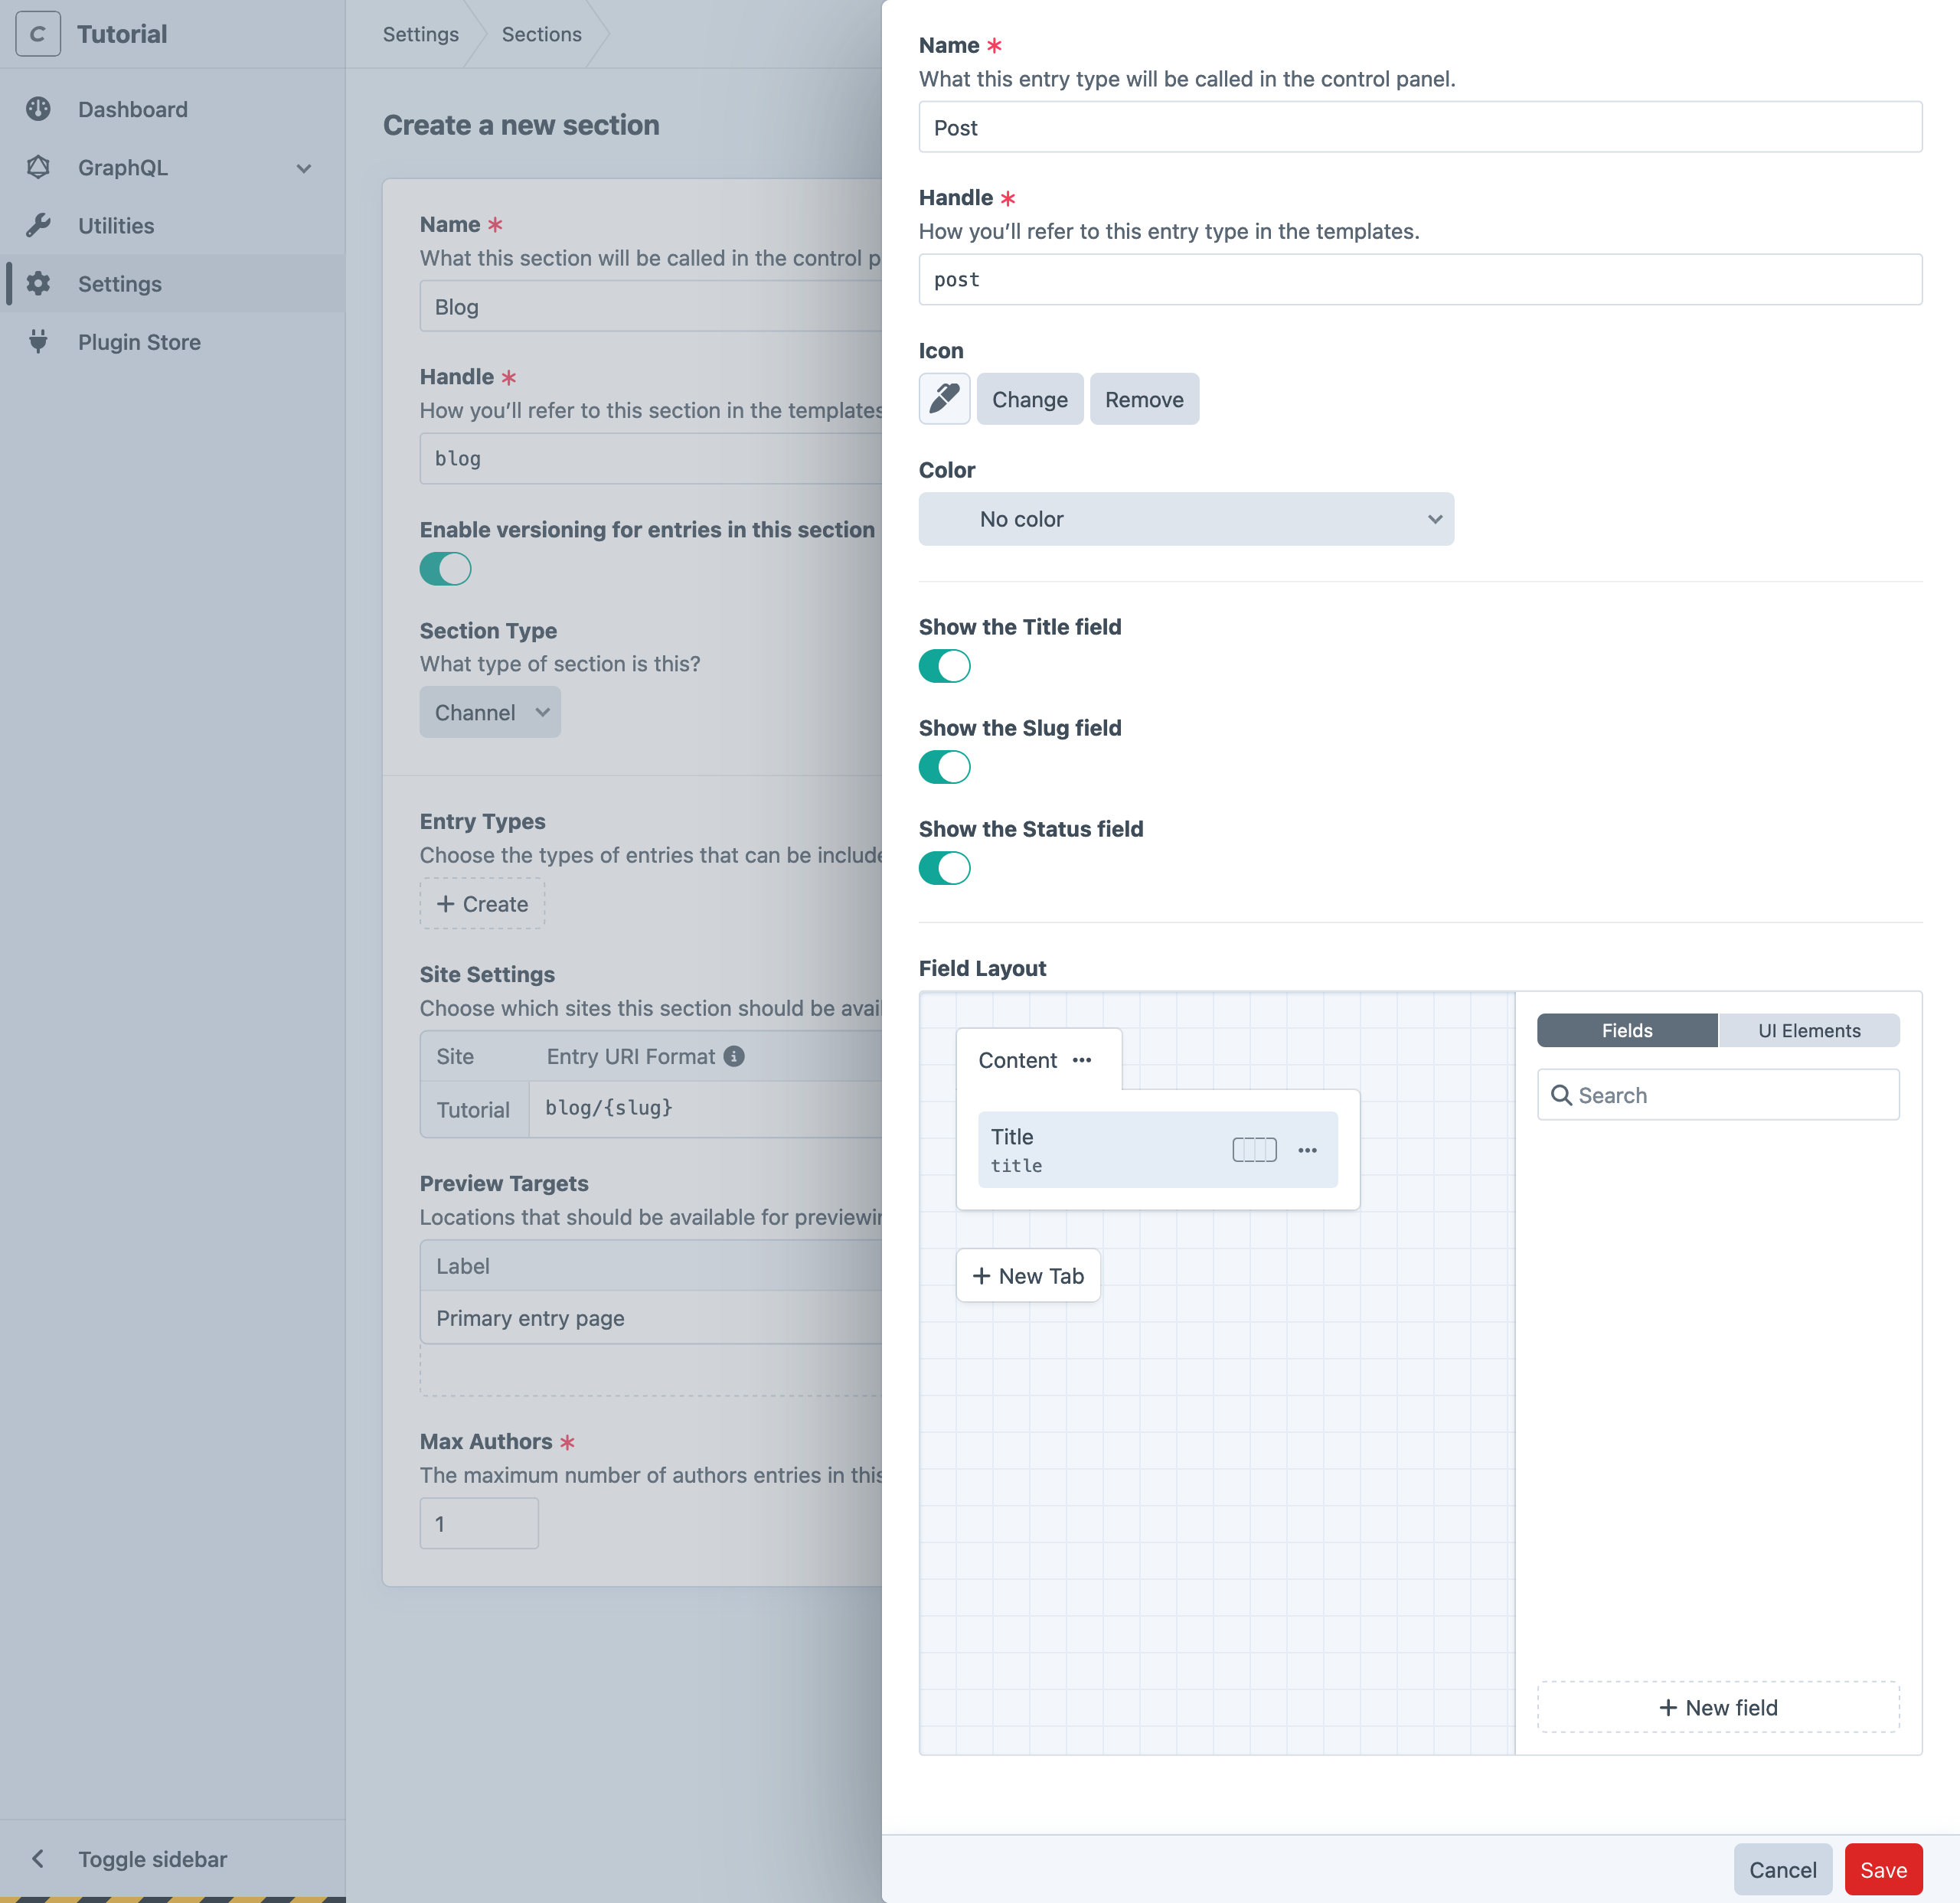 C Tutorial
Dashboard
GraphQL
Utilities
Settings
Plugin Store
Toggle sidebar
Settings
Sections
Create a new section
Name *
What this section will be called in the control p
Blog
Handle *
How you’ll refer to this section in the templates
blog
Enable versioning for entries in this section
Section Type
What type of section is this?
Channel
Entry Types
Choose the types of entries that can be include
+ Create
Site Settings
Choose which sites this section should be avai
Site Entry URI Format
Tutorial blog/{slug}
Preview Targets
Locations that should be available for previewin
Label
Primary entry page
Max Authors *
The maximum number of authors entries in this
1
Name *
What this entry type will be called in the control panel.
Post
Handle *
How you’ll refer to this entry type in the templates.
post
Icon
Change Remove
Color
No color
Show the Title field
Show the Slug field
Show the Status field
Field Layout
Content
Title
title
+ New Tab
Fields UI Elements
Search
+ New field
Cancel Save